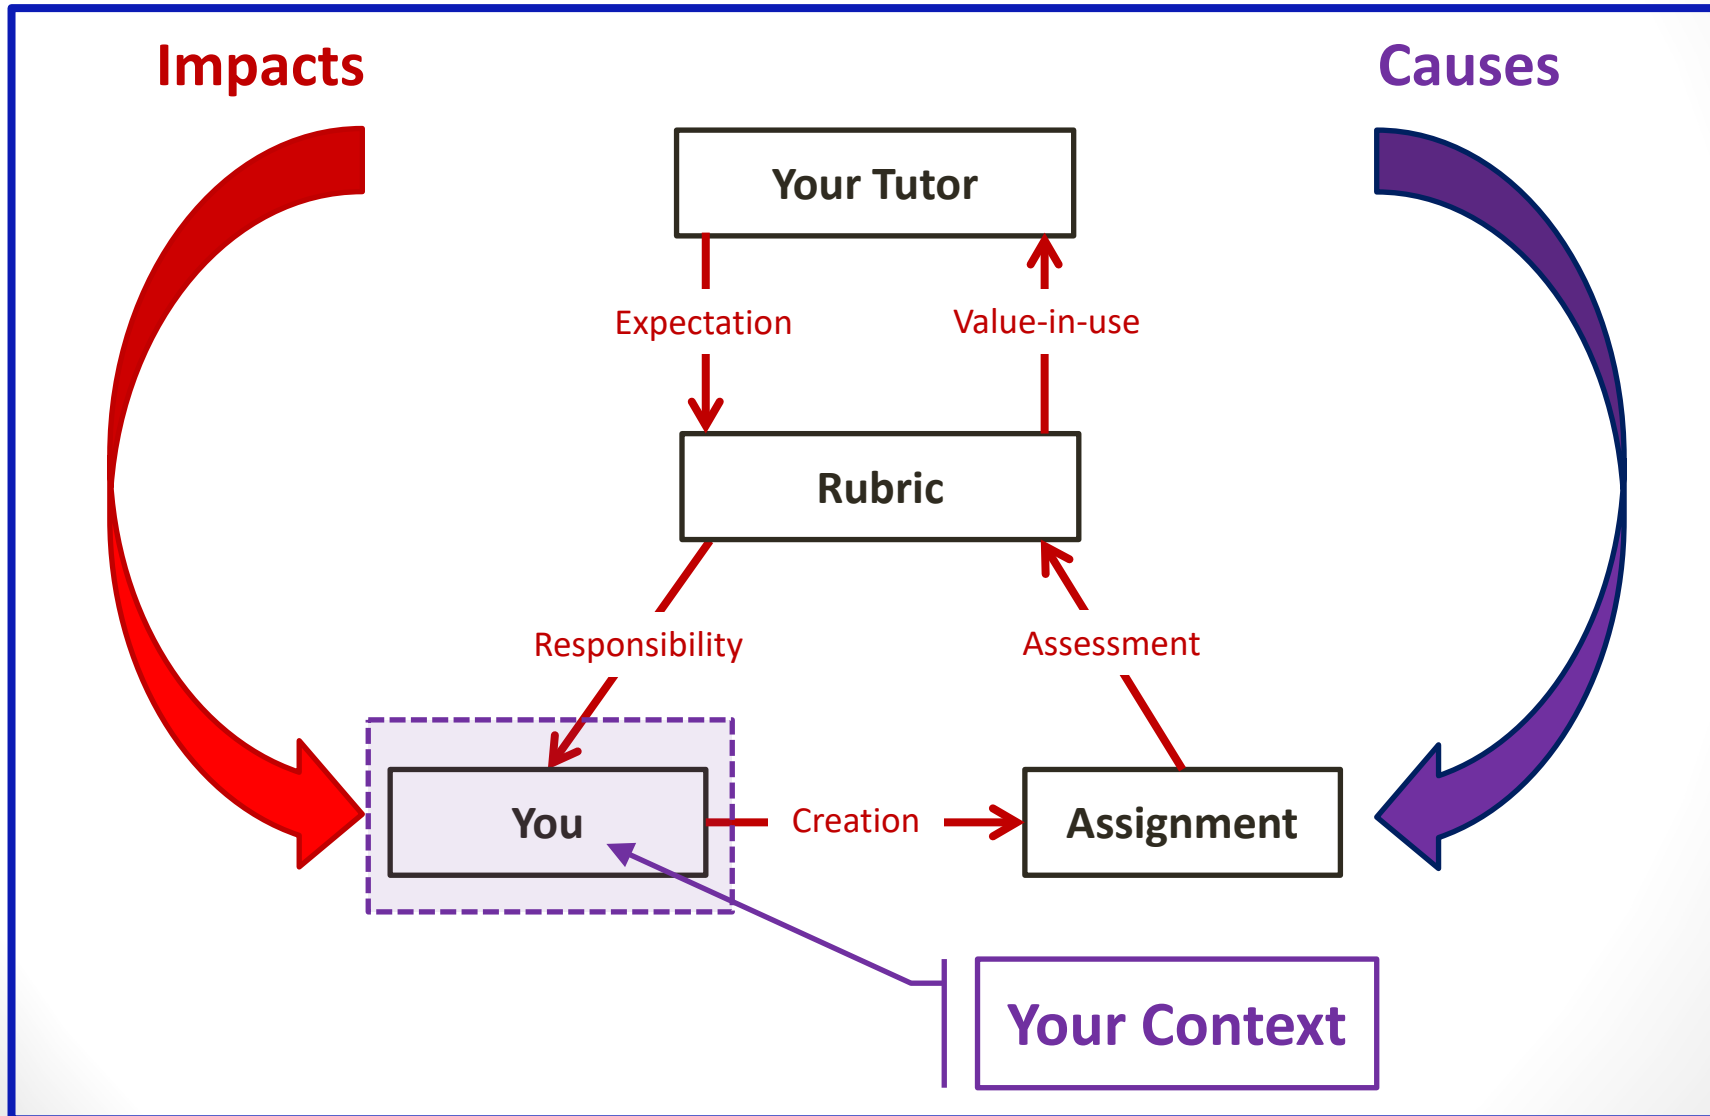 Impacts
Causes
Your Tutor
Expectation
Value-in-use
Rubric
Responsibility
Assessment
You
Creation
Assignment
Your Context